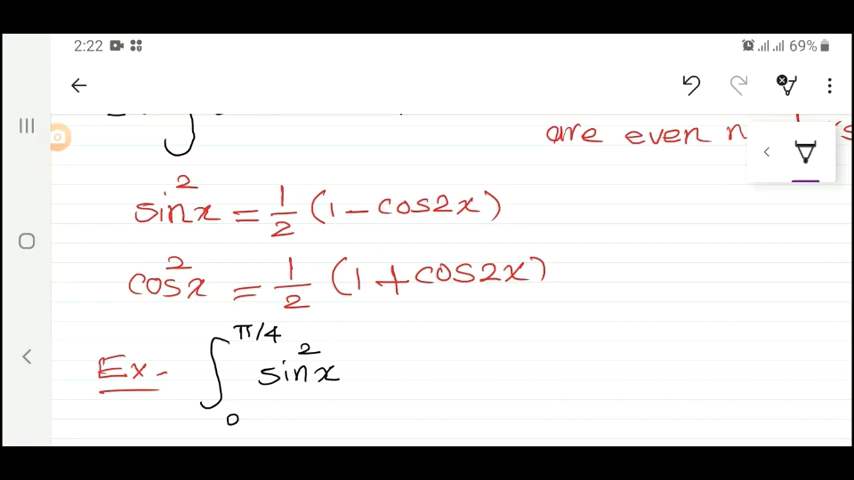 2:22 69%
are even
sin²x = 1/2 (1 - cos2x)
cos²x = 1/2 (1 + cos2x)
Ex- ∫₀^π/4 sin²x